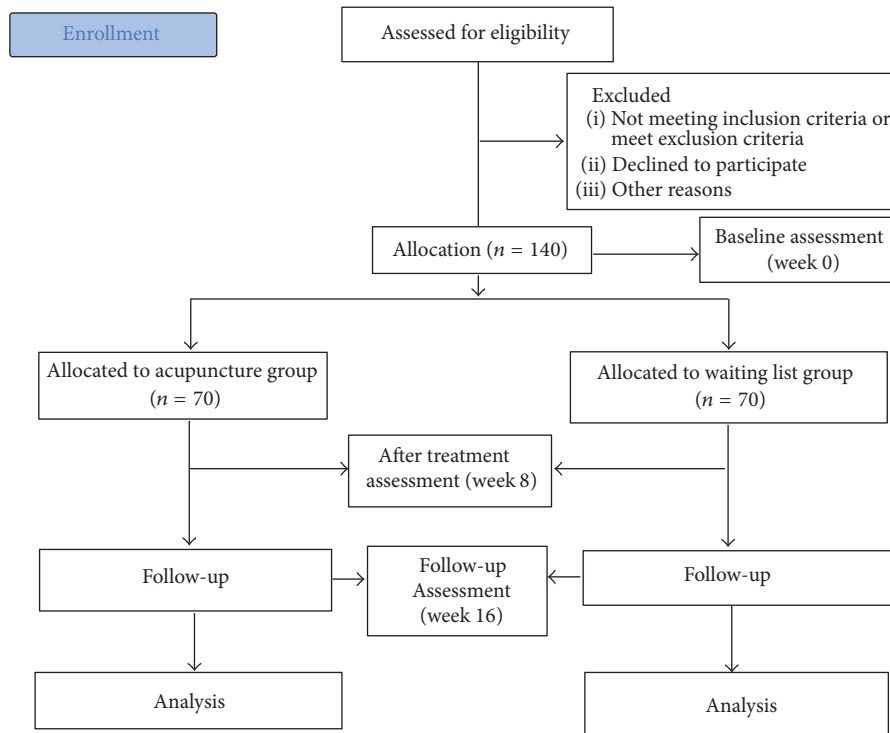 Enrollment
Assessed for eligibility
Excluded
(i) Not meeting inclusion criteria or
meet exclusion criteria
(ii) Declined to participate
(iii) Other reasons
Allocation (n = 140)
Baseline assessment
(week 0)
Allocated to acupuncture group
(n = 70)
Allocated to waiting list group
(n = 70)
After treatment
assessment (week 8)
Follow-up
Follow-up
Assessment
(week 16)
Follow-up
Analysis
Analysis